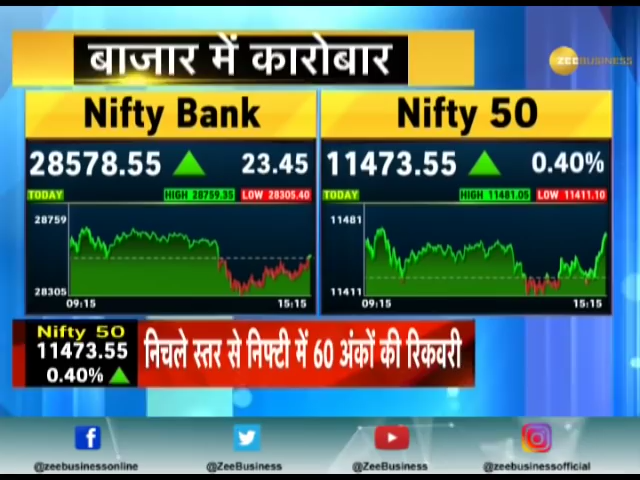 बाजार में कारोबार
ZEEBUSINESS
Nifty Bank
28578.55 23.45
TODAY HIGH 28759.35 LOW 28305.40
28759
28305
09:15 15:15
Nifty 50
11473.55 0.40%
TODAY HIGH 11481.05 LOW 11411.10
11481
11411
09:15 15:15
Nifty 50
11473.55
0.40%
निचले स्तर से निफ्टी में 60 अंकों की रिकवरी
@zeebusinessonline @ZeeBusiness @ZeeBusiness @zeebusinessofficial